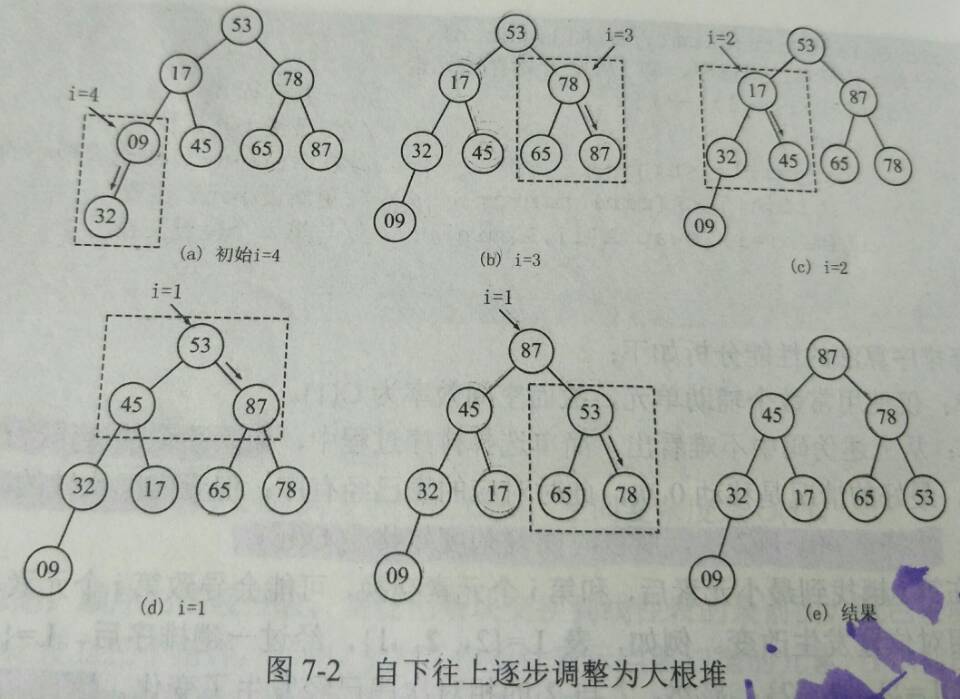 53
17 78
i=4
09 45 65 87
32
(a) 初始i=4
53
i=3
17 78
32 45 65 87
09
(b) i=3
i=2
53
17 87
32 45 65 78
09
(c) i=2
i=1
53
45 87
32 17 65 78
09
(d) i=1
i=1
87
45 53
32 17 65 78
09
87
45 78
32 17 65 53
09
(e) 结果
图 7-2 自下往上逐步调整为大根堆